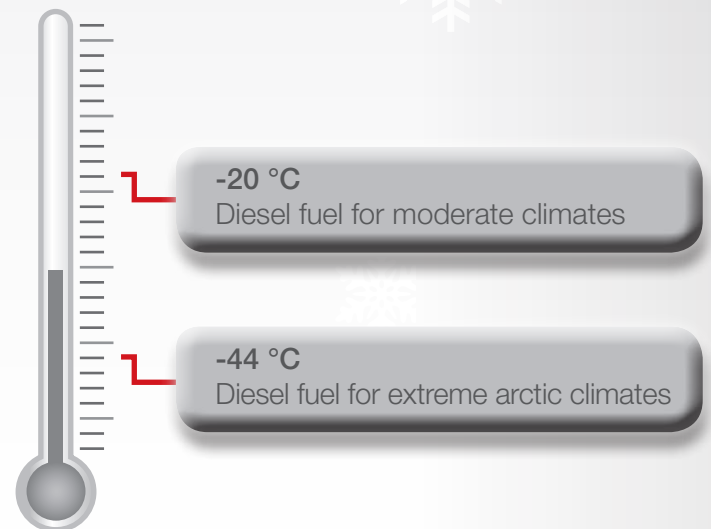 -20 °C
Diesel fuel for moderate climates
-44 °C
Diesel fuel for extreme arctic climates